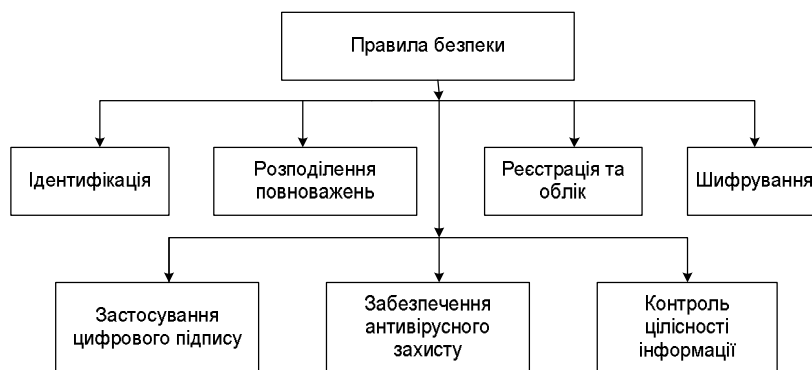 Правила безпеки
Ідентифікація
Розподілення
повноважень
Реєстрація та
облік
Шифрування
Застосування
цифрового підпису
Забезпечення
антивірусного
захисту
Контроль
цілісності
інформації